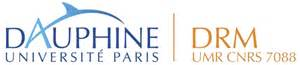 DAUPHINE
UNIVERSITÉ PARIS
DRM
UMR CNRS 7088